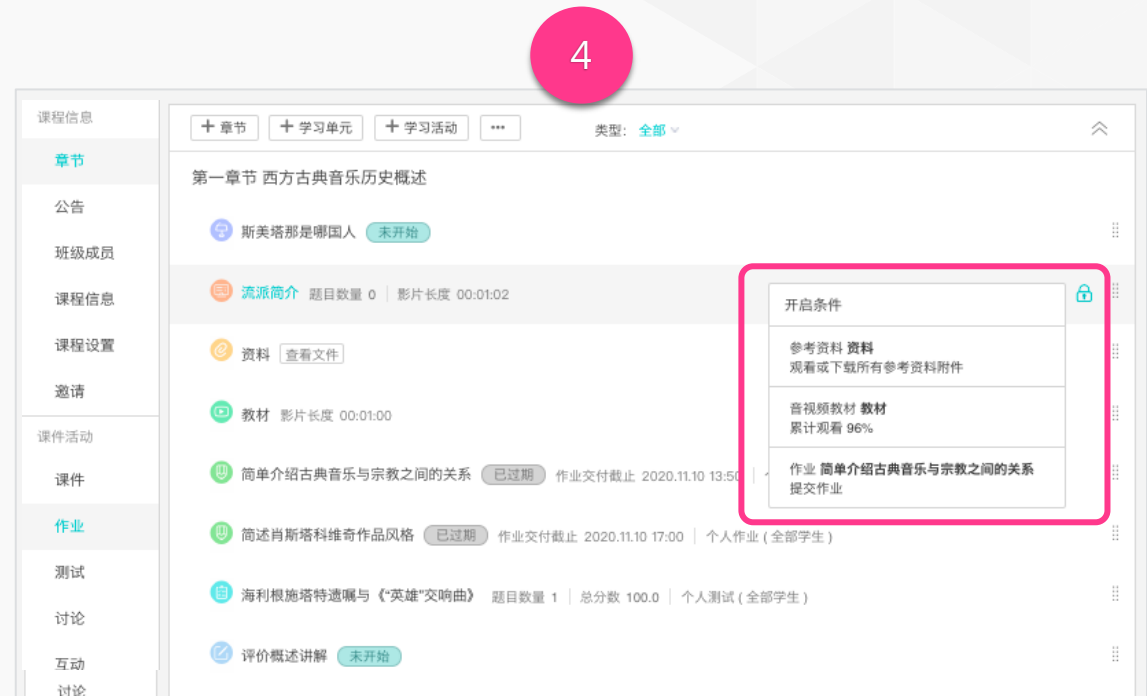 4
课程信息
章节
公告
班级成员
课程信息
课程设置
邀请
课件活动
课件
作业
测试
讨论
互动
讨论
+ 章节 + 学习单元 + 学习活动 ••• 类型: 全部
第一章节 西方古典音乐历史概述
斯美塔那是哪国人 未开始
流派简介 题目数量 0 影片长度 00:01:02
资料 查看文件
教材 影片长度 00:01:00
简单介绍古典音乐与宗教之间的关系 已过期 作业交付截止 2020.11.10 13:50
简述肖斯塔科维奇作品风格 已过期 作业交付截止 2020.11.10 17:00 个人作业 ( 全部学生 )
海利根施塔特遗嘱与《“英雄”交响曲》 题目数量 1 总分数 100.0 个人测试 ( 全部学生 )
评价概述讲解 未开始
开启条件
参考资料 资料
观看或下载所有参考资料附件
音视频教材 教材
累计观看 96%
作业 简单介绍古典音乐与宗教之间的关系
提交作业